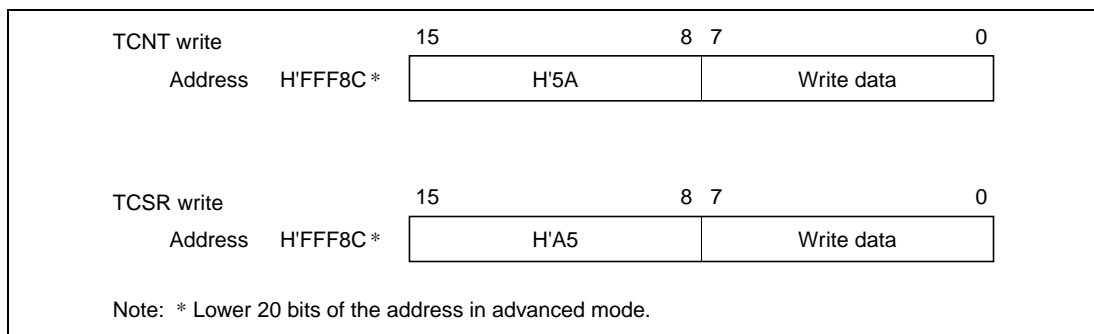 TCNT write 15 8 7 0
Address H'FFF8C * H'5A Write data
TCSR write 15 8 7 0
Address H'FFF8C * H'A5 Write data
Note: * Lower 20 bits of the address in advanced mode.